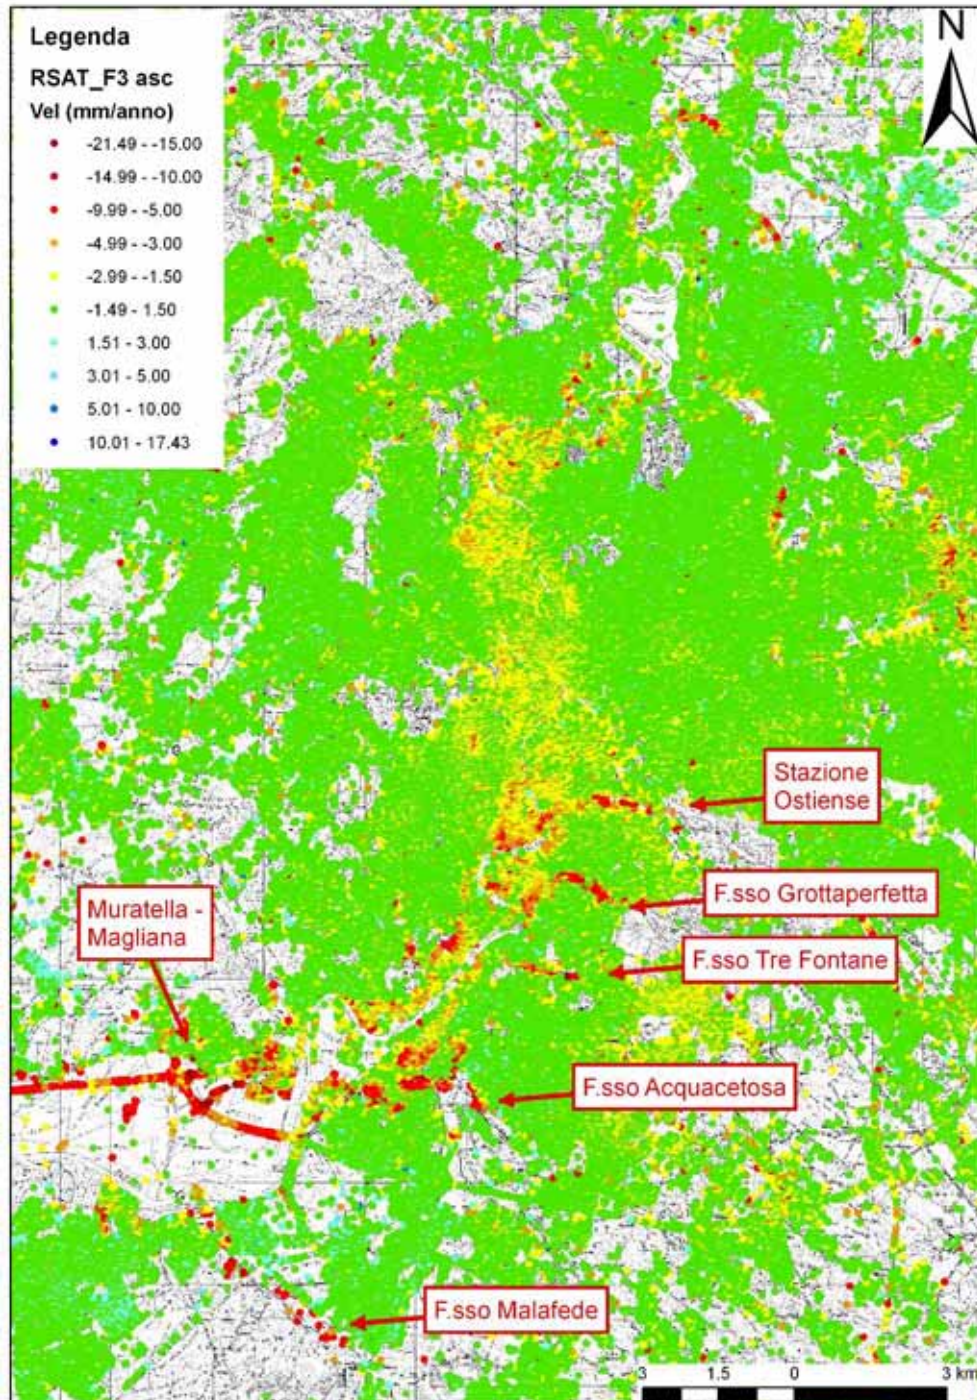 Legenda
RSAT_F3 asc
Vel (mm/anno)
-21.49 - -15.00
-14.99 - -10.00
-9.99 - -5.00
-4.99 - -3.00
-2.99 - -1.50
-1.49 - 1.50
1.51 - 3.00
3.01 - 5.00
5.01 - 10.00
10.01 - 17.43
N
Stazione
Ostiense
F.sso Grottaperfetta
Muratella -
Magliana
F.sso Tre Fontane
F.sso Acquacetosa
F.sso Malafede
3 1.5 0 3 km